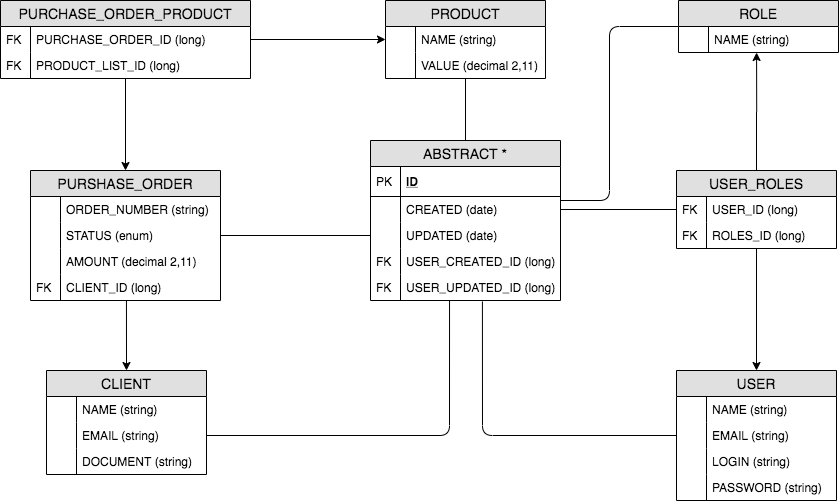 PURCHASE_ORDER_PRODUCT
FK PURCHASE_ORDER_ID (long)
FK PRODUCT_LIST_ID (long)
PRODUCT
NAME (string)
VALUE (decimal 2,11)
ROLE
NAME (string)
PURSHASE_ORDER
ORDER_NUMBER (string)
STATUS (enum)
AMOUNT (decimal 2,11)
FK CLIENT_ID (long)
ABSTRACT *
PK ID
CREATED (date)
UPDATED (date)
FK USER_CREATED_ID (long)
FK USER_UPDATED_ID (long)
USER_ROLES
FK USER_ID (long)
FK ROLES_ID (long)
CLIENT
NAME (string)
EMAIL (string)
DOCUMENT (string)
USER
NAME (string)
EMAIL (string)
LOGIN (string)
PASSWORD (string)